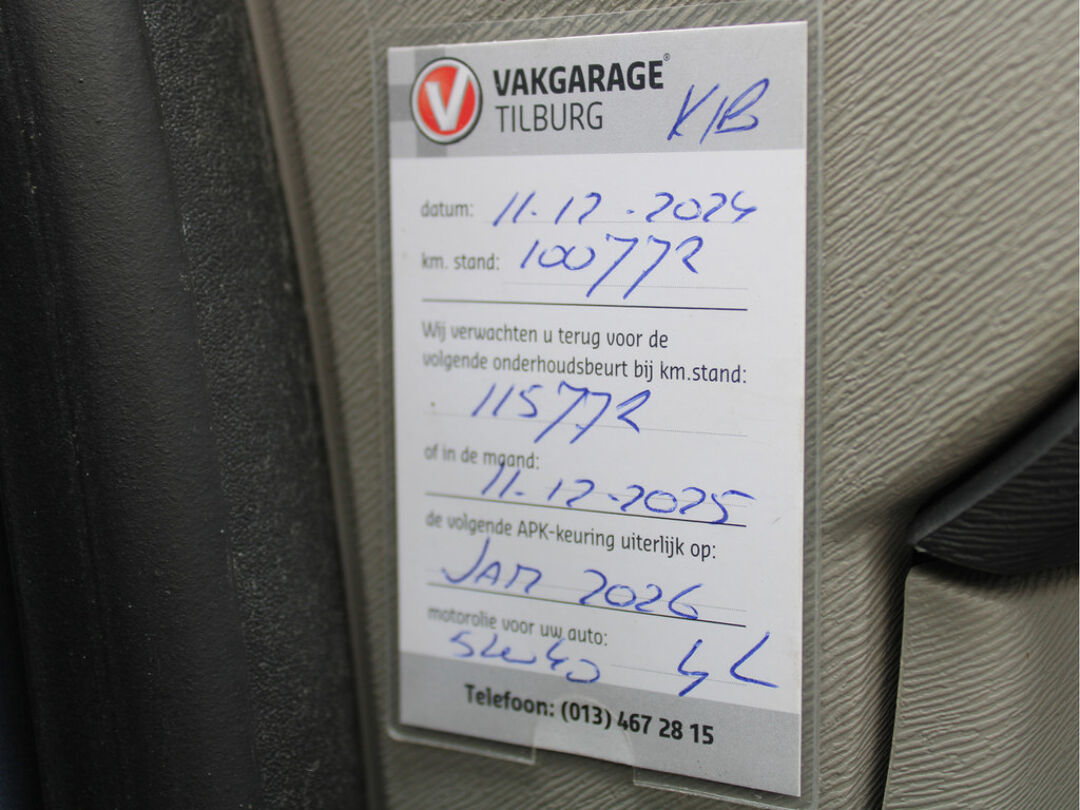 VAKGARAGE®
TILBURG
K/B
datum: 11.12.2024
km. stand: 100772
Wij verwachten u terug voor de
volgende onderhoudsbeurt bij km.stand:
115772
of in de maand:
11.12.2025
de volgende APK-keuring uiterlijk op:
JAN 2026
motorolie voor uw auto:
5w40 4L
Telefoon: (013) 467 28 15